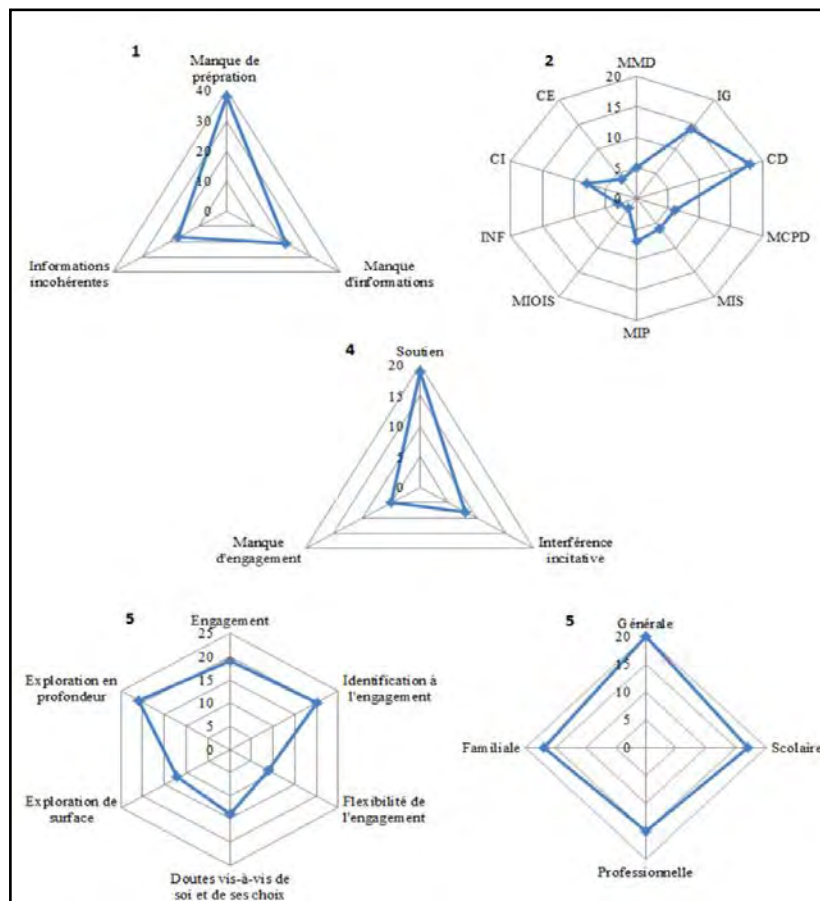 1
Manque de
prépration
40
30
20
10
0
Informations
incohérentes
Manque
d'informations
2
MMD
20
15
10
5
0
IG
CD
MCPD
MIS
MIP
MIOIS
INF
CI
CE
4
Soutien
20
15
10
5
0
Manque
d'engagement
Interférence
incitative
5
Engagement
25
20
15
10
5
0
Exploration en
profondeur
Identification à
l'engagement
Exploration de
surface
Flexibilité de
l'engagement
Doutes vis-à-vis de
soi et de ses choix
5
Générale
20
15
10
5
0
Familiale
Scolaire
Professionnelle